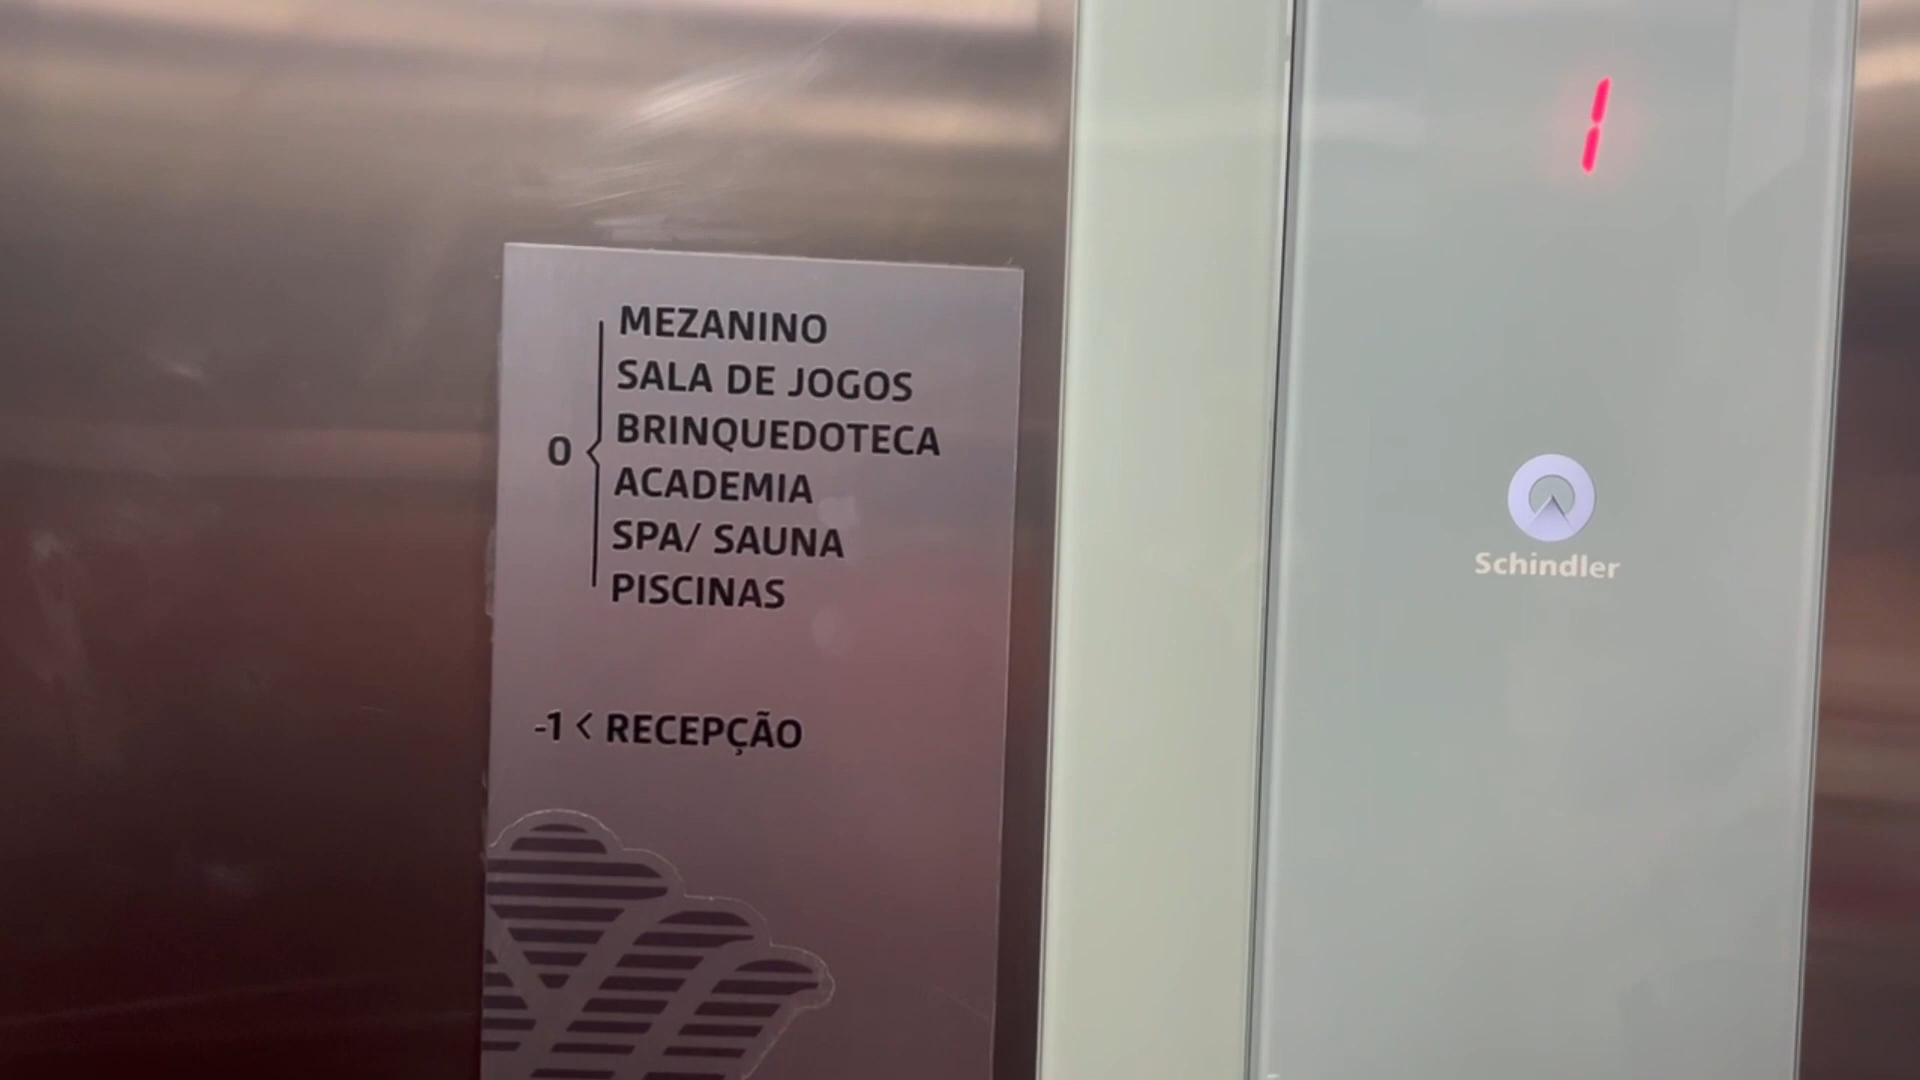 MEZANINO
SALA DE JOGOS
BRINQUEDOTECA
0
ACADEMIA
SPA/ SAUNA
PISCINAS
-1 < RECEPÇÃO
1
Schindler